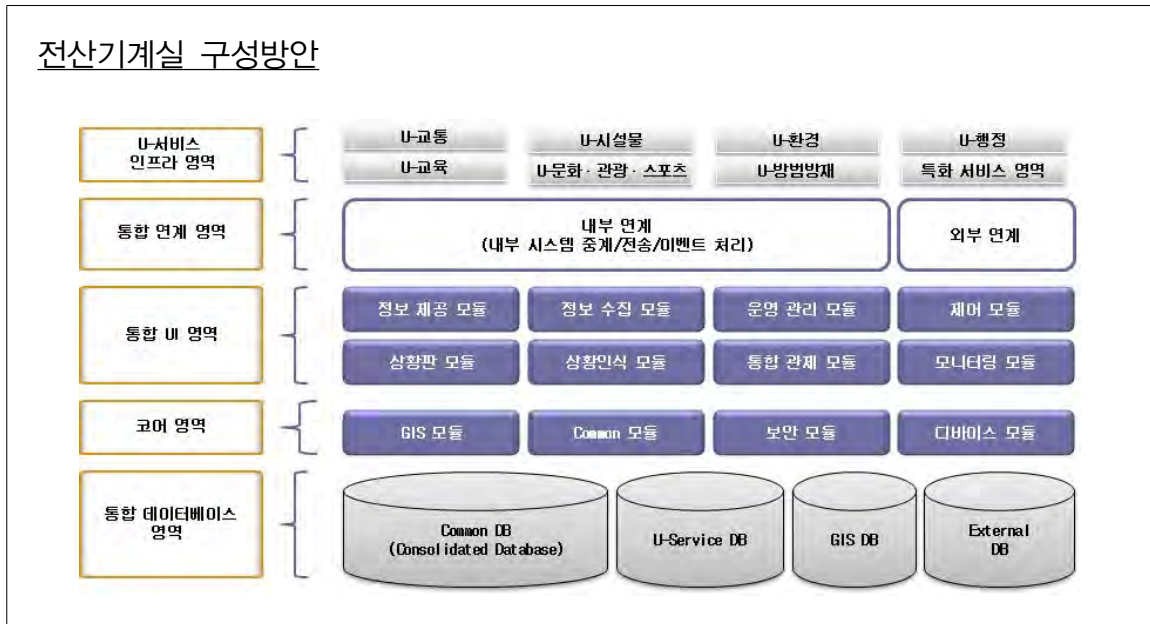 전산기계실 구성방안
U-서비스
인프라 영역
U-교통
U-시설물
U-환경
U-행정
U-교육
U-문화·관광·스포츠
U-방범방재
특화 서비스 영역
통합 연계 영역
내부 연계
(내부 시스템 중계/전송/이벤트 처리)
외부 연계
통합 UI 영역
정보 제공 모듈
정보 수집 모듈
운영 관리 모듈
제어 모듈
상황판 모듈
상황인식 모듈
통합 관제 모듈
모니터링 모듈
코어 영역
GIS 모듈
Common 모듈
보안 모듈
디바이스 모듈
통합 데이터베이스
영역
Common DB
(Consolidated Database)
U-Service DB
GIS DB
External
DB